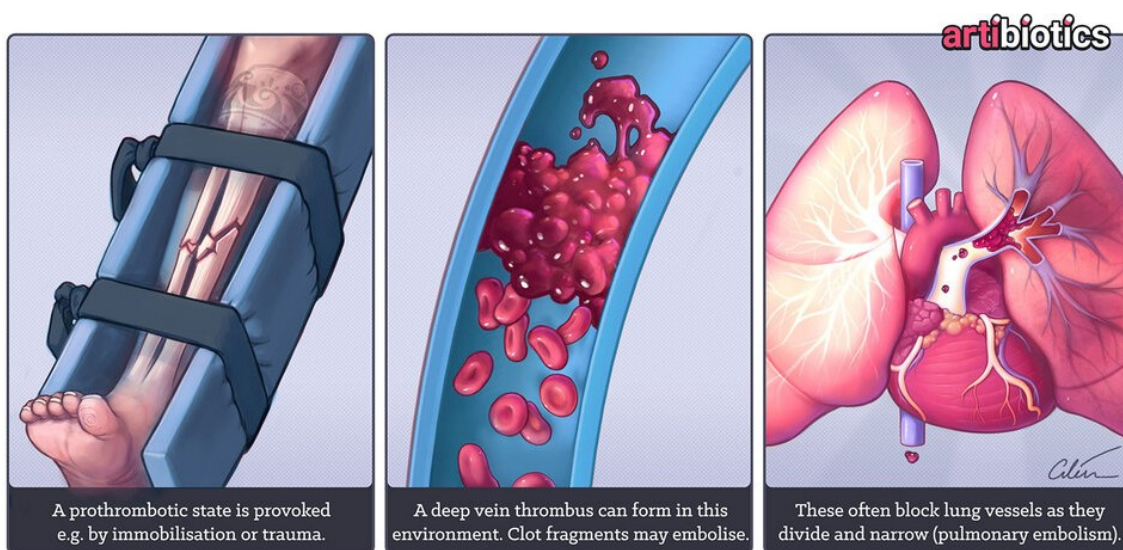 artibiotics
A prothrombotic state is provoked
e.g. by immobilisation or trauma.
A deep vein thrombus can form in this
environment. Clot fragments may embolise.
These often block lung vessels as they
divide and narrow (pulmonary embolism).